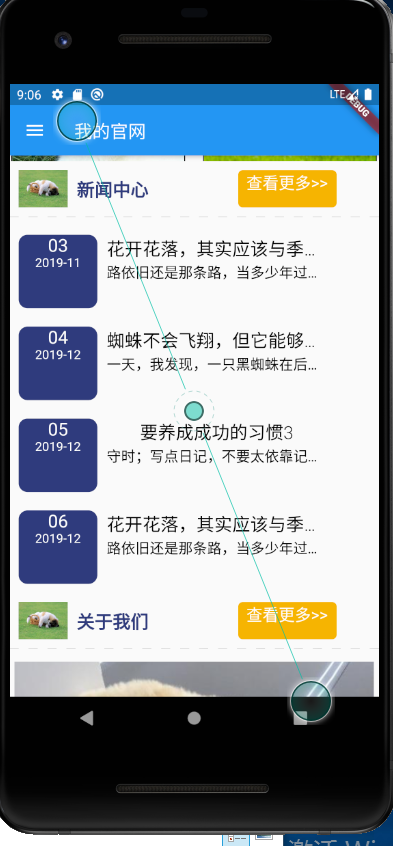 9:06
LTE
DEBUG
我的官网
新闻中心
查看更多>>
03
2019-11
花开花落，其实应该与季...
路依旧还是那条路，当多少年过...
04
2019-12
蜘蛛不会飞翔，但它能够...
一天，我发现，一只黑蜘蛛在后...
05
2019-12
要养成成功的习惯3
守时；写点日记，不要太依靠记...
06
2019-12
花开花落，其实应该与季...
路依旧还是那条路，当多少年过...
关于我们
查看更多>>